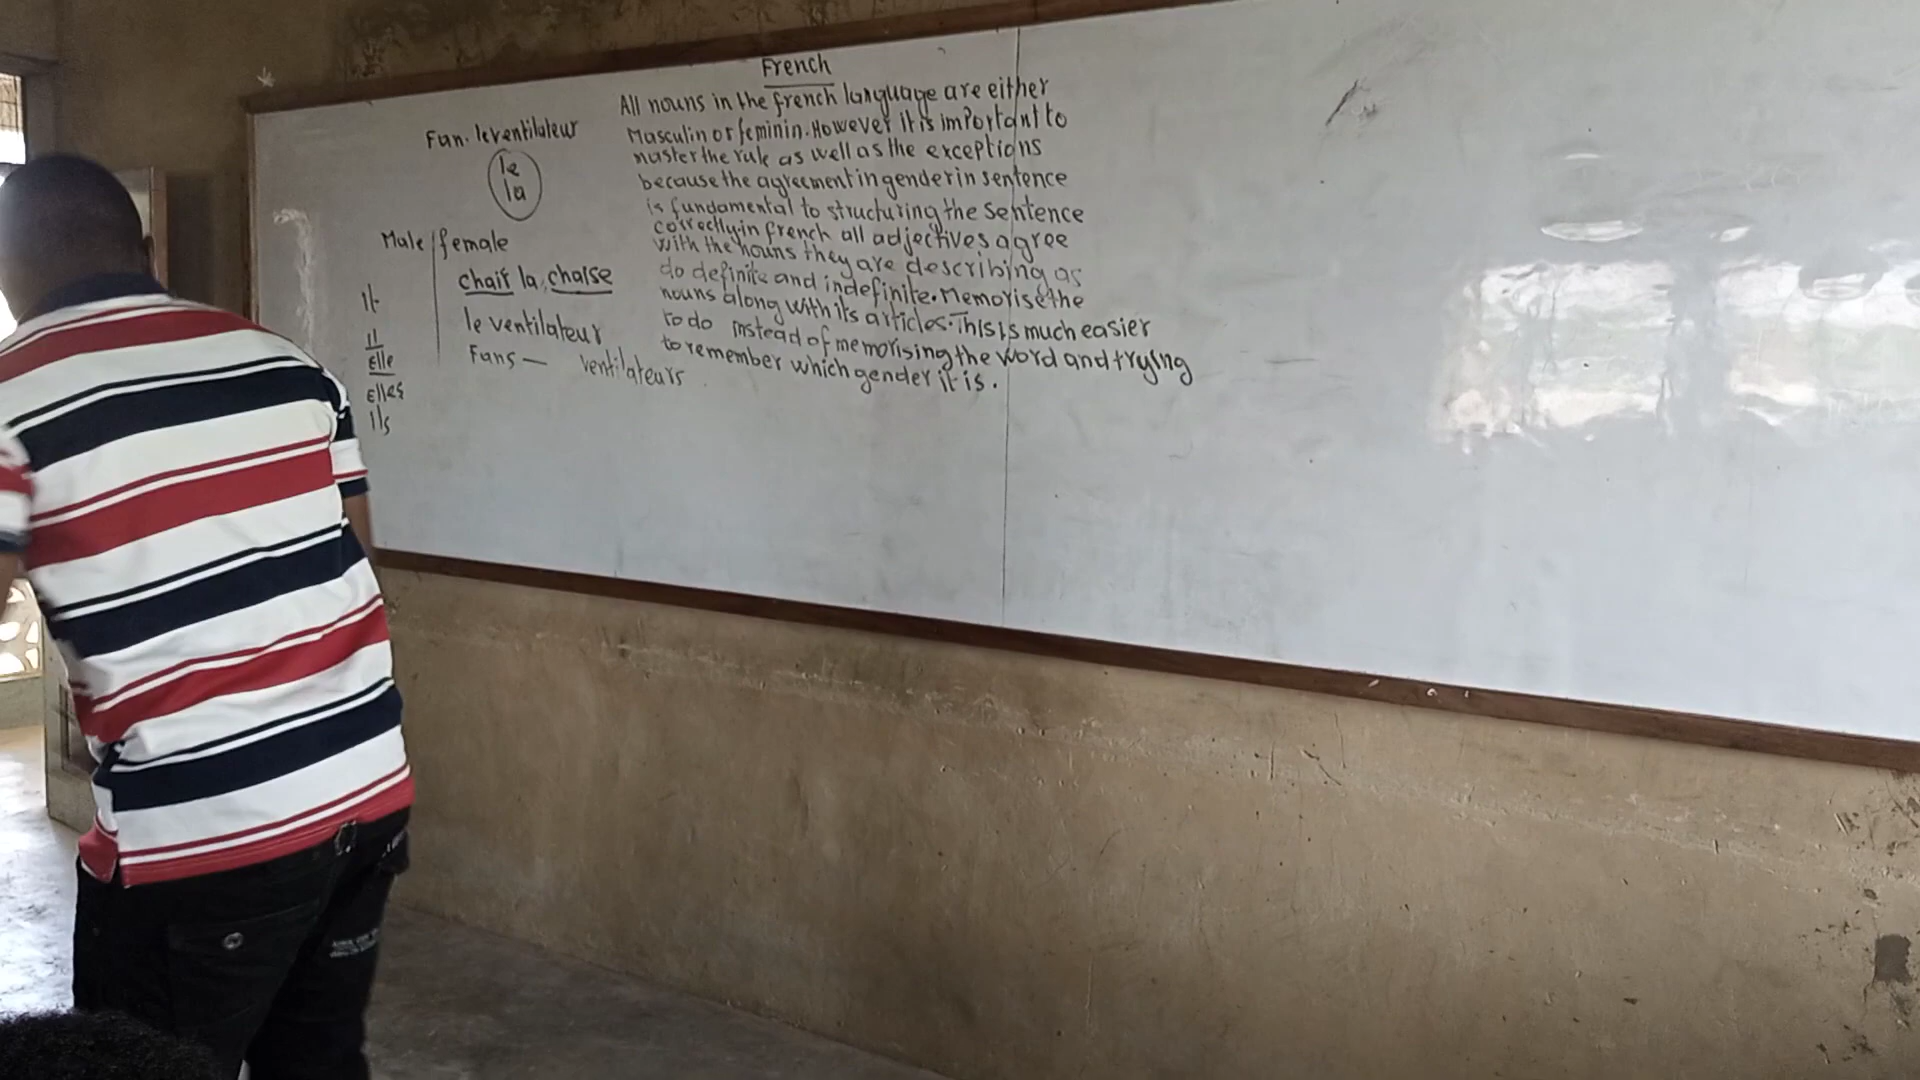 French
All nouns in the french language are either
Masculin or feminin. However it is important to
master the rule as well as the exceptions
because the agreement in gender in sentence
is fundamental to structuring the sentence
correctly. in french all adjectives agree
with the nouns they are describing as
do definite and indefinite. Memorise the
nouns along with its articles. This is much easier
to do instead of memorising the word and trying
to remember which gender it is.
Fan. le ventilateur
le
la
Male / female
chair la, chaise
le ventilateur
Fans — ventilateurs
It
Il
Elle
Elles
Ils